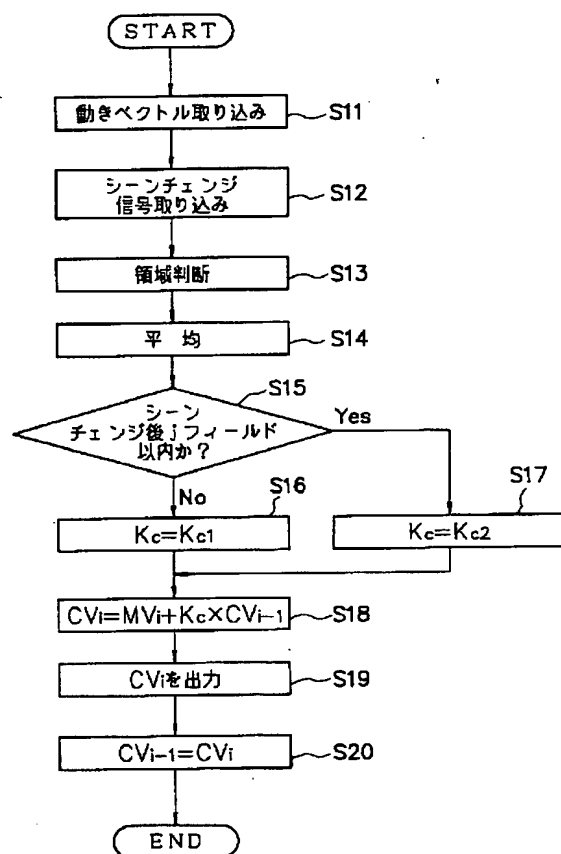 START
動きベクトル取り込み
S11
シーンチェンジ
信号取り込み
S12
領域判断
S13
平 均
S14
S15
シーン
チェンジ後jフィールド
以内か?
Yes
No
S16
Kc=Kc1
S17
Kc=Kc2
CVi=MVi+Kc×CVi-1
S18
CViを出力
S19
CVi-1=CVi
S20
END